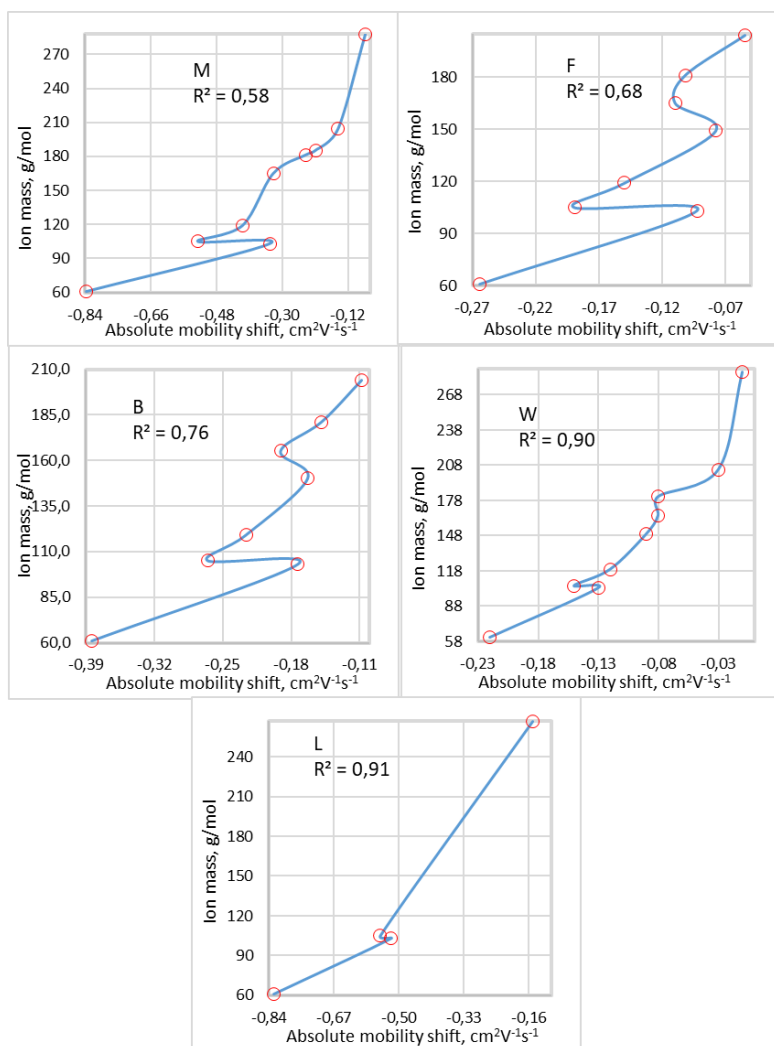 M
R² = 0,58
Ion mass, g/mol
270
240
210
180
150
120
90
60
-0,84 -0,66 -0,48 -0,30 -0,12
Absolute mobility shift, cm²V⁻¹s⁻¹
F
R² = 0,68
Ion mass, g/mol
180
150
120
90
60
-0,27 -0,22 -0,17 -0,12 -0,07
Absolute mobility shift, cm²V⁻¹s⁻¹
B
R² = 0,76
Ion mass, g/mol
210,0
185,0
160,0
135,0
110,0
85,0
60,0
-0,39 -0,32 -0,25 -0,18 -0,11
Absolute mobility shift, cm²V⁻¹s⁻¹
W
R² = 0,90
Ion mass, g/mol
268
238
208
178
148
118
88
58
-0,23 -0,18 -0,13 -0,08 -0,03
Absolute mobility shift, cm²V⁻¹s⁻¹
L
R² = 0,91
Ion mass, g/mol
240
210
180
150
120
90
60
-0,84 -0,67 -0,50 -0,33 -0,16
Absolute mobility shift, cm²V⁻¹s⁻¹